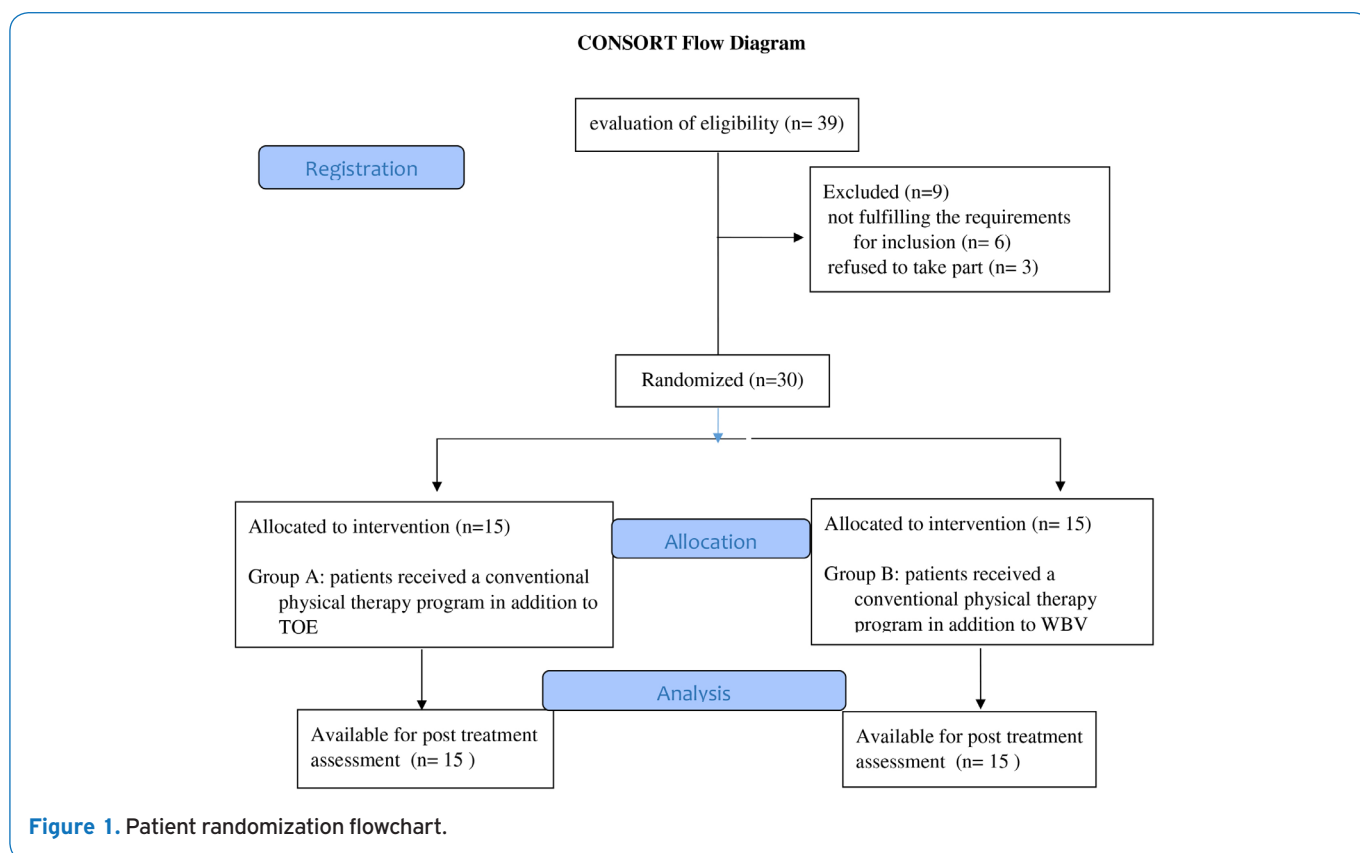 CONSORT Flow Diagram
evaluation of eligibility (n= 39)
Registration
Excluded (n=9)
not fulfilling the requirements
for inclusion (n= 6)
refused to take part (n= 3)
Randomized (n=30)
Allocated to intervention (n=15)
Group A: patients received a conventional
physical therapy program in addition to
TOE
Allocation
Allocated to intervention (n= 15)
Group B: patients received a
conventional physical therapy
program in addition to WBV
Analysis
Available for post treatment
assessment (n= 15 )
Available for post treatment
assessment (n= 15 )
Figure 1. Patient randomization flowchart.